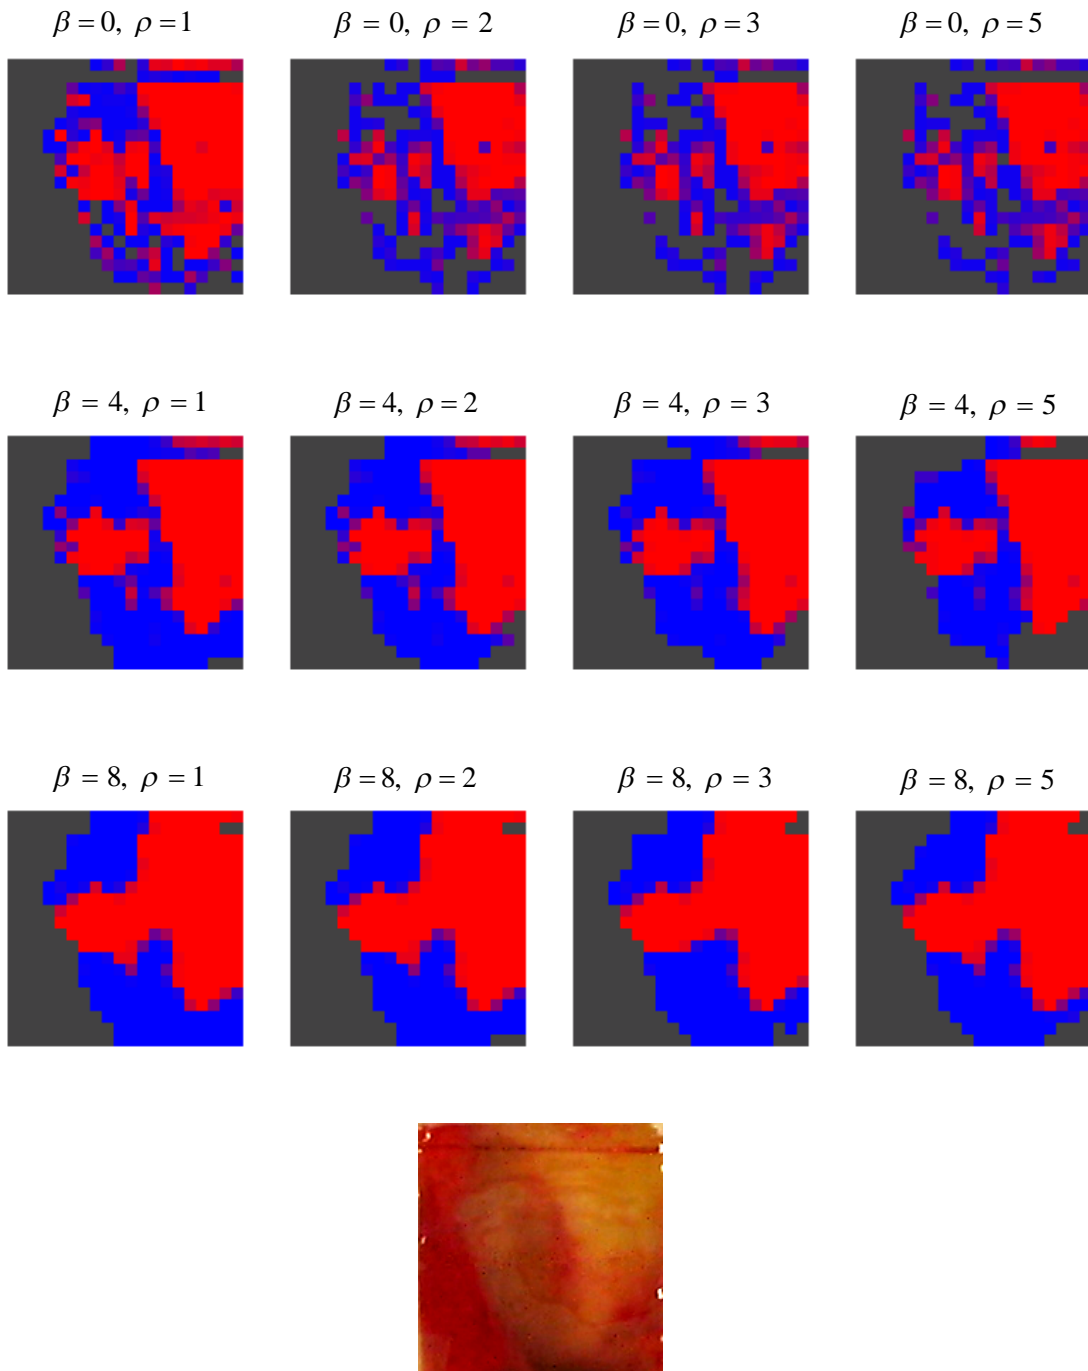 β = 0, ρ = 1
β = 0, ρ = 2
β = 0, ρ = 3
β = 0, ρ = 5
β = 4, ρ = 1
β = 4, ρ = 2
β = 4, ρ = 3
β = 4, ρ = 5
β = 8, ρ = 1
β = 8, ρ = 2
β = 8, ρ = 3
β = 8, ρ = 5